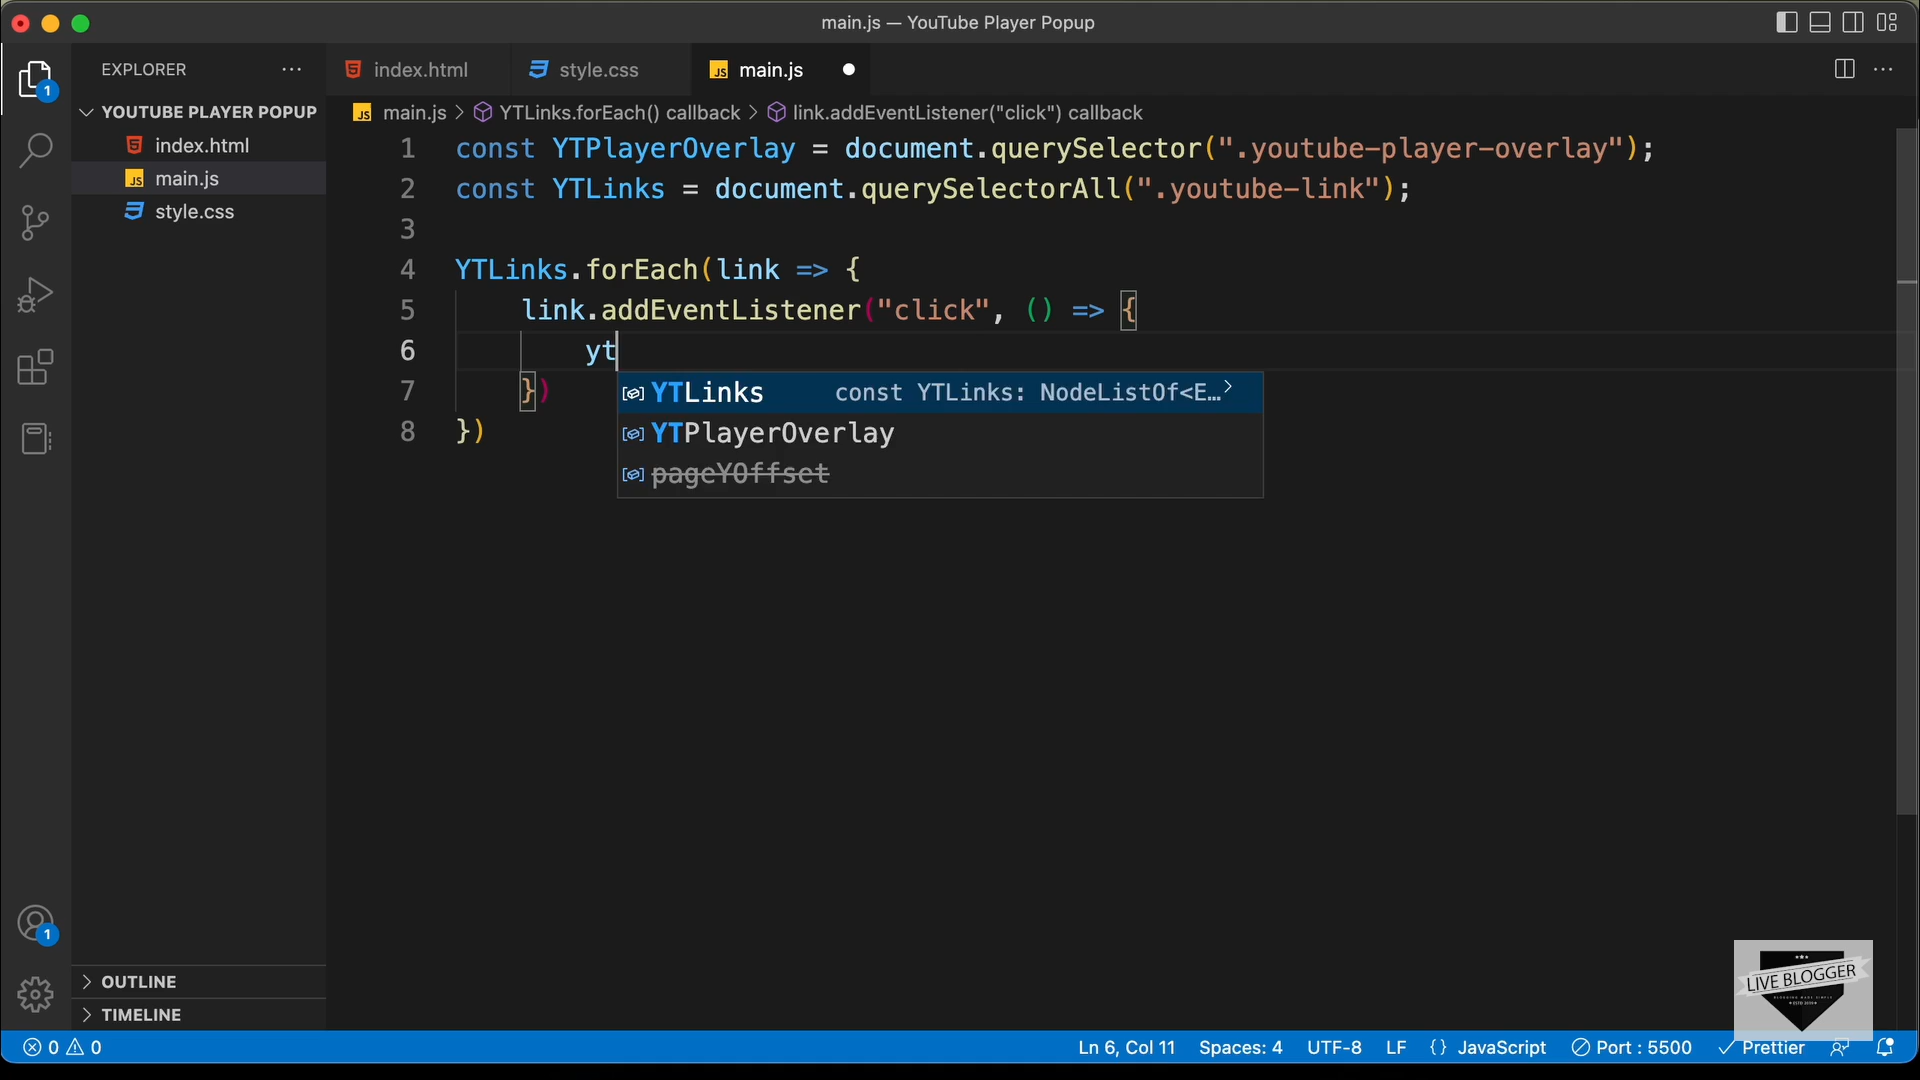 main.js — YouTube Player Popup
EXPLORER
index.html
style.css
main.js
1
YOUTUBE PLAYER POPUP
main.js > YTLinks.forEach() callback > link.addEventListener("click") callback
index.html
main.js
style.css
1 const YTPlayerOverlay = document.querySelector(".youtube-player-overlay");
2 const YTLinks = document.querySelectorAll(".youtube-link");
3
4 YTLinks.forEach(link => {
5 link.addEventListener("click", () => {
6 yt
7 })
8 })
YTLinks const YTLinks: NodeListOf<E…
YTPlayerOverlay
pageYOffset
1
OUTLINE
TIMELINE
LIVE BLOGGER
0 0 Ln 6, Col 11 Spaces: 4 UTF-8 LF {} JavaScript Port : 5500 Prettier